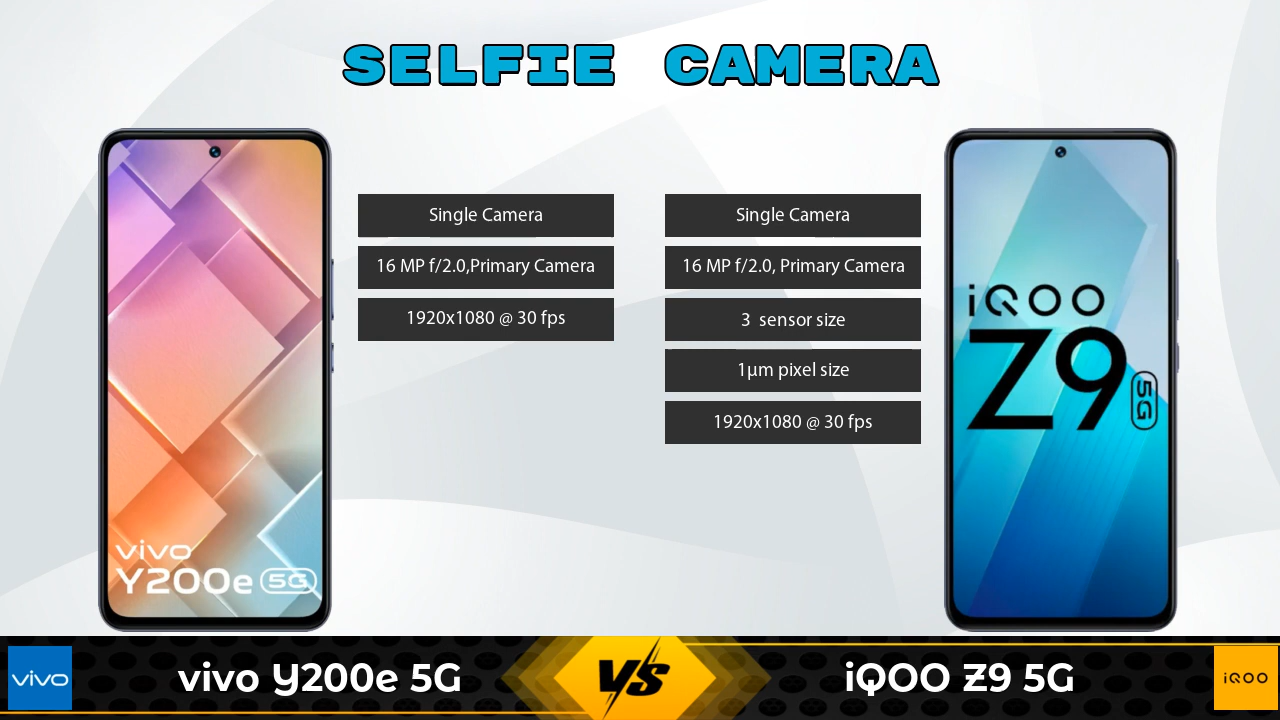 SELFIE CAMERA
Single Camera
16 MP f/2.0,Primary Camera
1920x1080 @ 30 fps
Single Camera
16 MP f/2.0, Primary Camera
3 sensor size
1μm pixel size
1920x1080 @ 30 fps
vivo
Y200e 5G
iQOO
Z9 5G
vivo
vivo Y200e 5G
VS
iQOO Z9 5G
iQOO